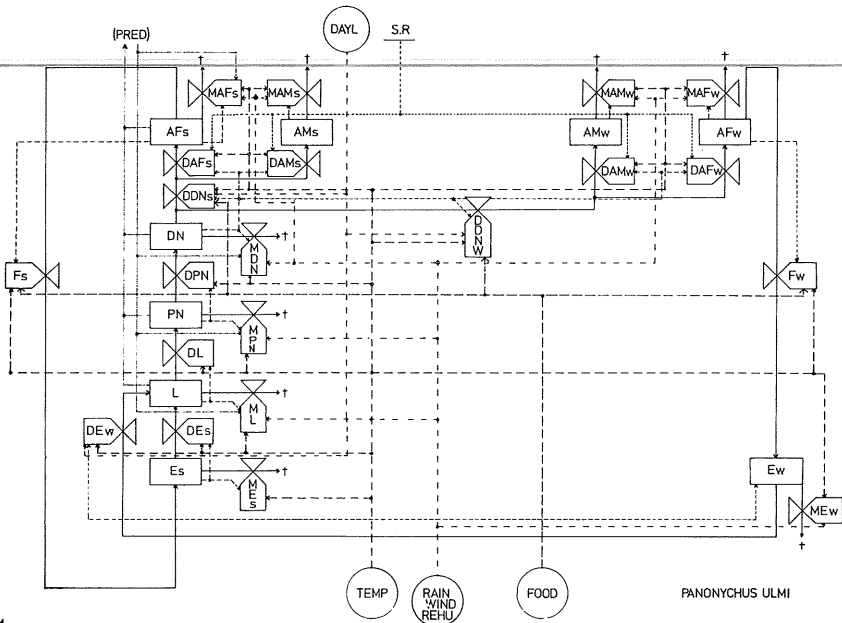 (PRED)
DAYL
S.R
MAFs
MAMs
MAMw
MAFw
AFs
AMs
AMw
AFw
DAFs
DAMs
DAMw
DAFw
DDNs
DDNW
DN
MDN
Fs
DPN
Fw
PN
MPN
DL
L
ML
DEw
DEs
Es
MEs
Ew
MEw
TEMP
RAIN
WIND
REHU
FOOD
PANONYCHUS ULMI